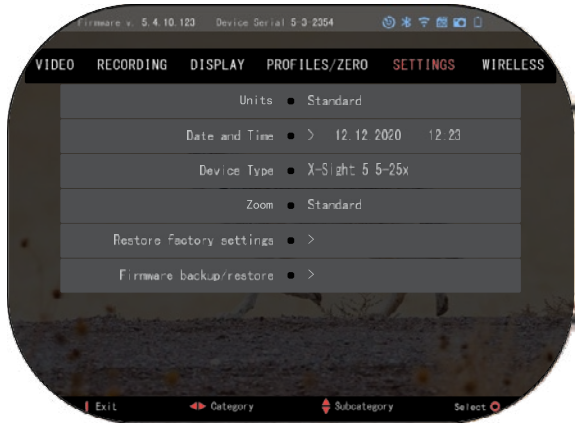 Firmware v. 5.4.10.123 Device Serial 5-3-2354
VIDEO RECORDING DISPLAY PROFILES/ZERO SETTINGS WIRELESS
Units • Standard
Date and Time • > 12.12 2020 12.23
Device Type • X-Sight 5 5-25x
Zoom • Standard
Restore factory settings • >
Firmware backup/restore • >
Exit Category Subcategory Select